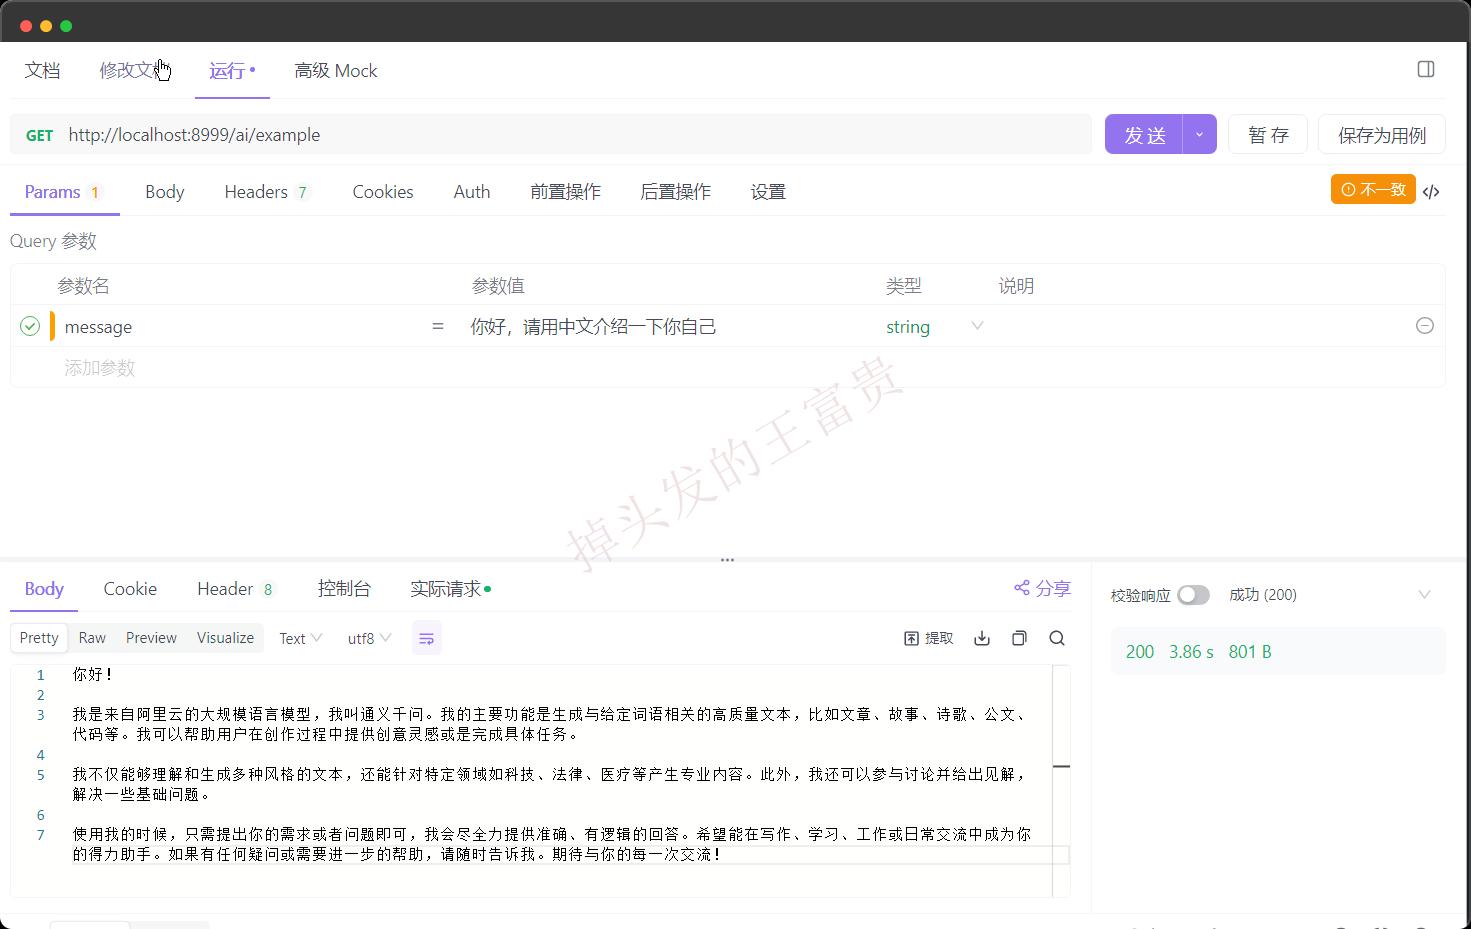 文档 修改文档 运行 高级 Mock
GET http://localhost:8999/ai/example 发送 暂存 保存为用例
Params 1 Body Headers 7 Cookies Auth 前置操作 后置操作 设置 不一致
Query 参数
参数名 参数值 类型 说明
message = 你好，请用中文介绍一下你自己 string
添加参数
掉头发的王富贵
Body Cookie Header 8 控制台 实际请求 分享 校验响应 成功 (200)
Pretty Raw Preview Visualize Text utf8 提取
200 3.86 s 801 B
1 你好！
2
3 我是来自阿里云的大规模语言模型，我叫通义千问。我的主要功能是生成与给定词语相关的高质量文本，比如文章、故事、诗歌、公文、
代码等。我可以帮助用户在创作过程中提供创意灵感或是完成具体任务。
4
5 我不仅能够理解和生成多种风格的文本，还能针对特定领域如科技、法律、医疗等产生专业内容。此外，我还可以参与讨论并给出见解，
解决一些基础问题。
6
7 使用我的时候，只需提出你的需求或者问题即可，我会尽全力提供准确、有逻辑的回答。希望能在写作、学习、工作或日常交流中成为你
的得力助手。如果有任何疑问或需要进一步的帮助，请随时告诉我。期待与你的每一次交流！